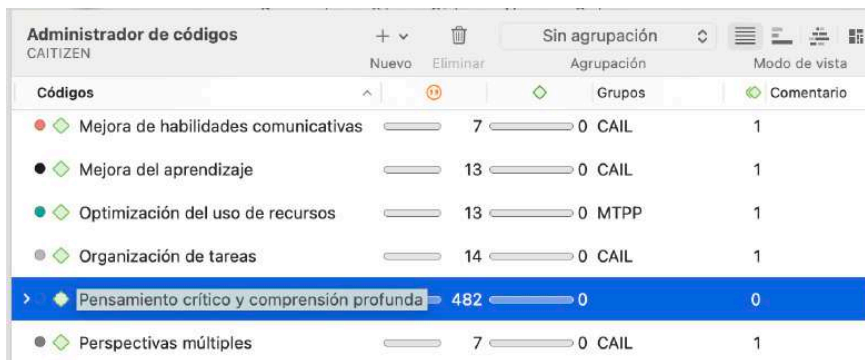 Administrador de códigos
CAITIZEN
Nuevo Eliminar
Sin agrupación
Agrupación
Modo de vista
Códigos Grupos Comentario
Mejora de habilidades comunicativas 7 0 CAIL 1
Mejora del aprendizaje 13 0 CAIL 1
Optimización del uso de recursos 13 0 MTPP 1
Organización de tareas 14 0 CAIL 1
Pensamiento crítico y comprensión profunda 482 0 0
Perspectivas múltiples 7 0 CAIL 1